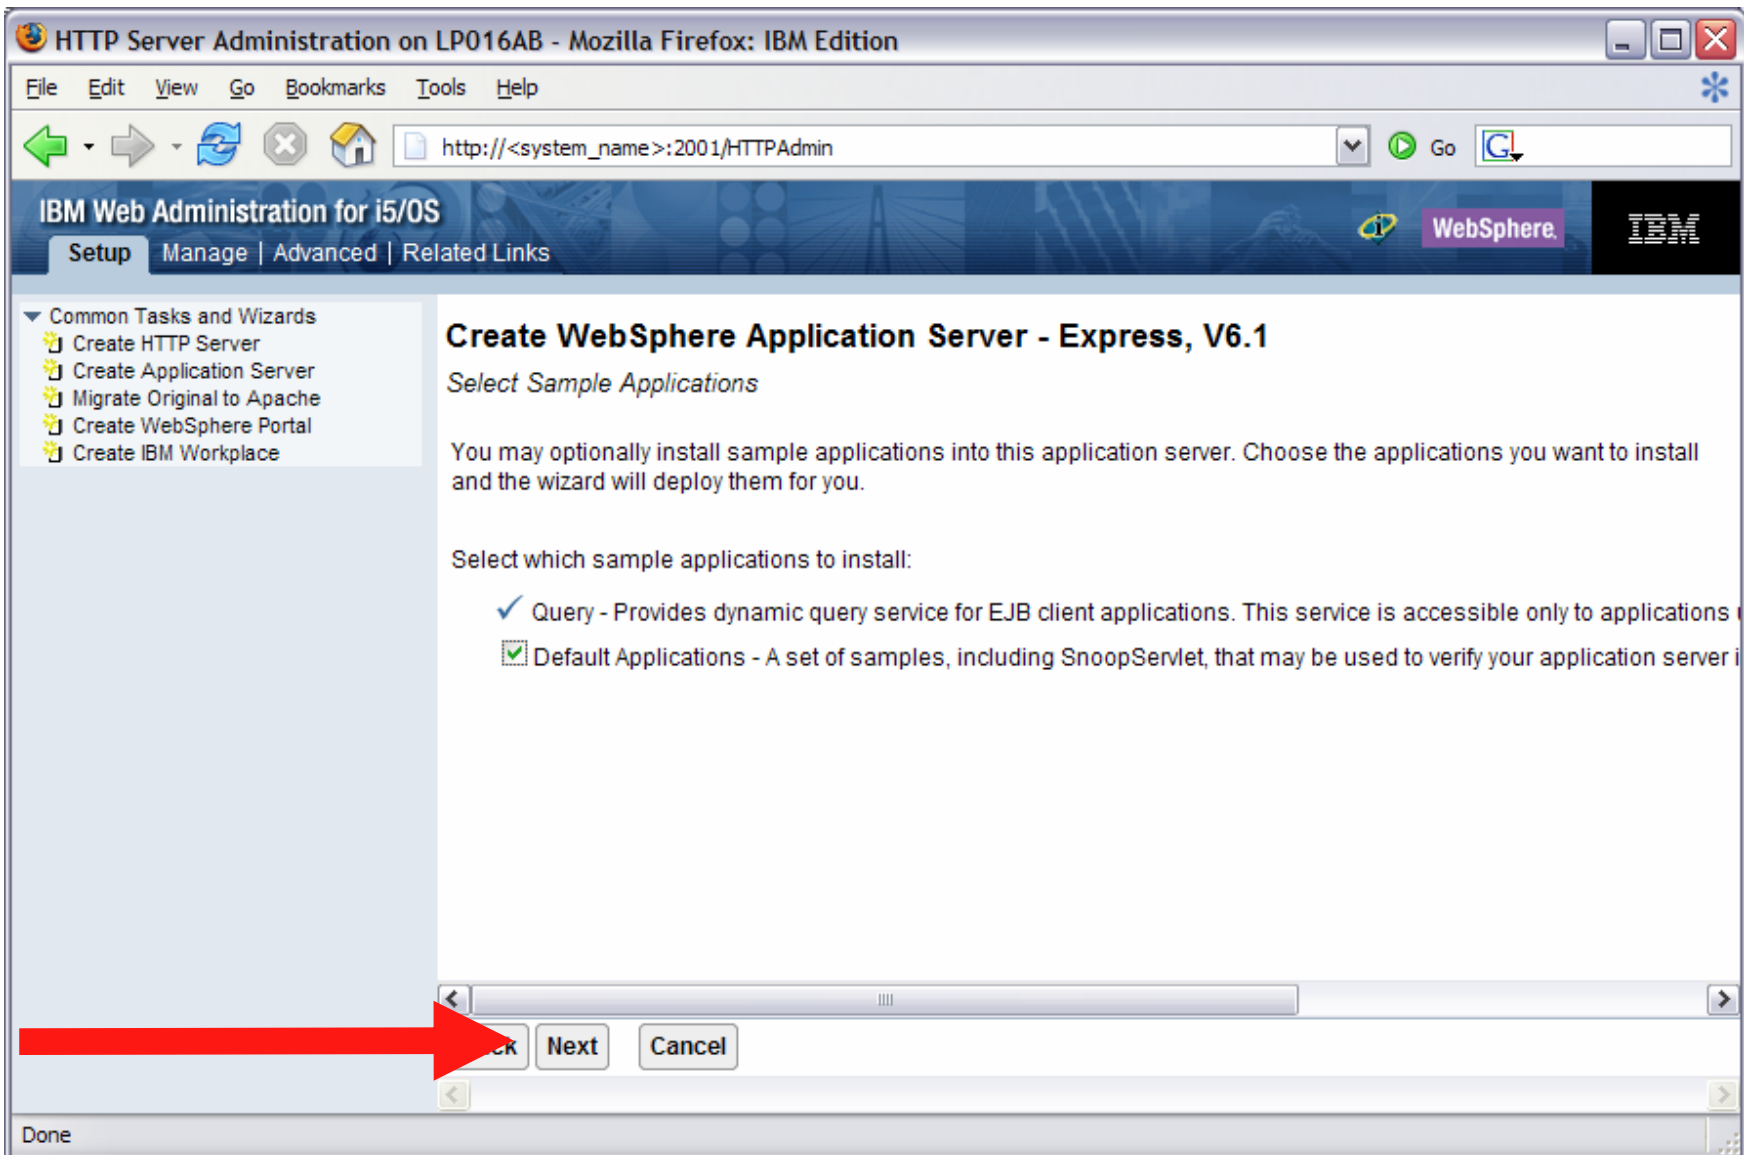 HTTP Server Administration on LP016AB - Mozilla Firefox: IBM Edition
File Edit View Go Bookmarks Tools Help
http://<system_name>:2001/HTTPAdmin
Go
G
IBM Web Administration for i5/OS
WebSphere.
IBM
Setup Manage | Advanced | Related Links
Common Tasks and Wizards
Create HTTP Server
Create Application Server
Migrate Original to Apache
Create WebSphere Portal
Create IBM Workplace
Create WebSphere Application Server - Express, V6.1
Select Sample Applications
You may optionally install sample applications into this application server. Choose the applications you want to install
and the wizard will deploy them for you.
Select which sample applications to install:
Query - Provides dynamic query service for EJB client applications. This service is accessible only to applications
Default Applications - A set of samples, including SnoopServlet, that may be used to verify your application server
Next Cancel
Done